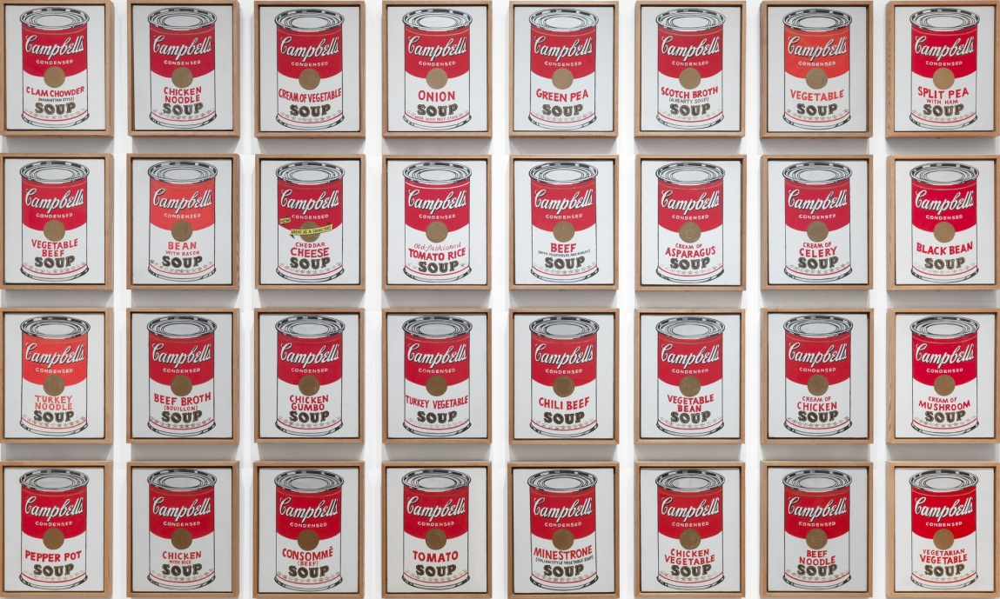 Campbell's
CONDENSED
CLAM CHOWDER
(MANHATTAN STYLE)
SOUP
Campbell's
CONDENSED
CHICKEN
NOODLE
SOUP
Campbell's
CONDENSED
CREAM OF VEGETABLE
SOUP
Campbell's
CONDENSED
ONION
SOUP
MADE WITH BEEF STOCK
Campbell's
CONDENSED
GREEN PEA
SOUP
Campbell's
CONDENSED
SCOTCH BROTH
(A HEARTY SOUP)
SOUP
Campbell's
CONDENSED
VEGETABLE
SOUP
Campbell's
CONDENSED
SPLIT PEA
WITH HAM
SOUP
Campbell's
CONDENSED
VEGETABLE
BEEF
SOUP
Campbell's
CONDENSED
BEAN
WITH BACON
SOUP
Campbell's
CONDENSED
NEW!
GREAT AS A SAUCE TOO!
CHEDDAR
CHEESE
SOUP
Campbell's
CONDENSED
Old-fashioned
TOMATO RICE
SOUP
Campbell's
CONDENSED
BEEF
(WITH VEGETABLES AND BARLEY)
SOUP
Campbell's
CONDENSED
CREAM OF
ASPARAGUS
SOUP
Campbell's
CONDENSED
CREAM OF
CELERY
SOUP
Campbell's
CONDENSED
BLACK BEAN
SOUP
Campbell's
CONDENSED
TURKEY
NOODLE
SOUP
Campbell's
CONDENSED
BEEF BROTH
(BOUILLON)
SOUP
Campbell's
CONDENSED
CHICKEN
GUMBO
SOUP
Campbell's
CONDENSED
TURKEY VEGETABLE
SOUP
Campbell's
CONDENSED
CHILI BEEF
SOUP
Campbell's
CONDENSED
VEGETABLE
BEAN
SOUP
Campbell's
CONDENSED
CREAM OF
CHICKEN
SOUP
Campbell's
CONDENSED
CREAM OF
MUSHROOM
SOUP
Campbell's
CONDENSED
PEPPER POT
SOUP
Campbell's
CONDENSED
CHICKEN
WITH RICE
SOUP
Campbell's
CONDENSED
CONSOMMÉ
(BEEF)
SOUP
Campbell's
CONDENSED
TOMATO
SOUP
Campbell's
CONDENSED
MINESTRONE
(ITALIAN-STYLE VEGETABLE SOUP)
SOUP
Campbell's
CONDENSED
CHICKEN
VEGETABLE
SOUP
Campbell's
CONDENSED
BEEF
NOODLE
SOUP
Campbell's
CONDENSED
VEGETARIAN
VEGETABLE
SOUP